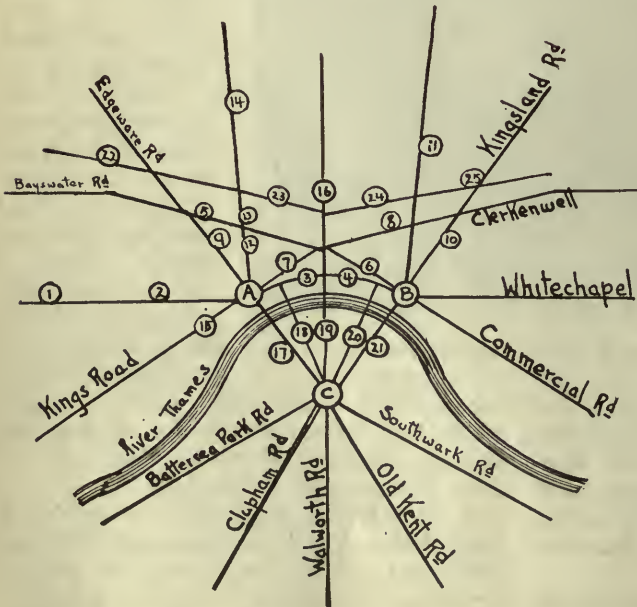 Edgeware Rd
14
11
Kingsland Rd
22
Bayswater Rd
23
16
24
25
5
9
13
12
8
Clerkenwell
10
7
3
4
6
1
2
A
B
Whitechapel
15
Kings Road
River Thames
17
18
19
20
21
Commercial Rd
C
Battersea Park Rd
Southwark Rd
Clapham Rd
Walworth Rd
Old Kent Rd